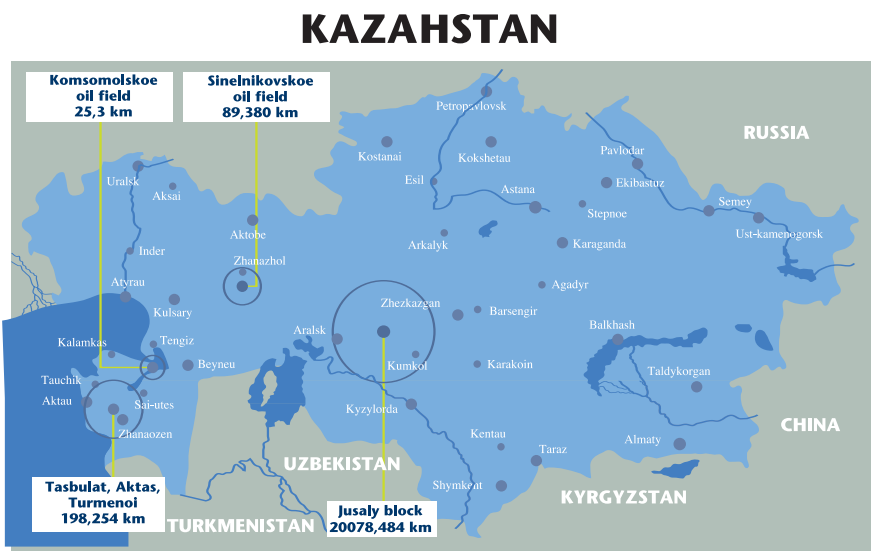 KAZAHSTAN
Komsomolskoe
oil field
25,3 km
Sinelnikovskoe
oil field
89,380 km
Petropavlovsk
RUSSIA
Kostanai
Kokshetau
Pavlodar
Uralsk
Aksai
Esil
Astana
Ekibastuz
Stepnoe
Semey
Ust-kamenogorsk
Aktobe
Arkalyk
Karaganda
Inder
Zhanazhol
Atyrau
Agadyr
Kulsary
Zhezkazgan
Barsengir
Aralsk
Balkhash
Kalamkas
Tengiz
Beyneu
Kumkol
Karakoin
Taldykorgan
Tauchik
Aktau
Sai-utes
Kyzylorda
CHINA
Zhanaozen
Kentau
Taraz
Almaty
UZBEKISTAN
Shymkent
KYRGYZSTAN
Tasbulat, Aktas,
Turmenoi
198,254 km
TURKMENISTAN
Jusaly block
20078,484 km